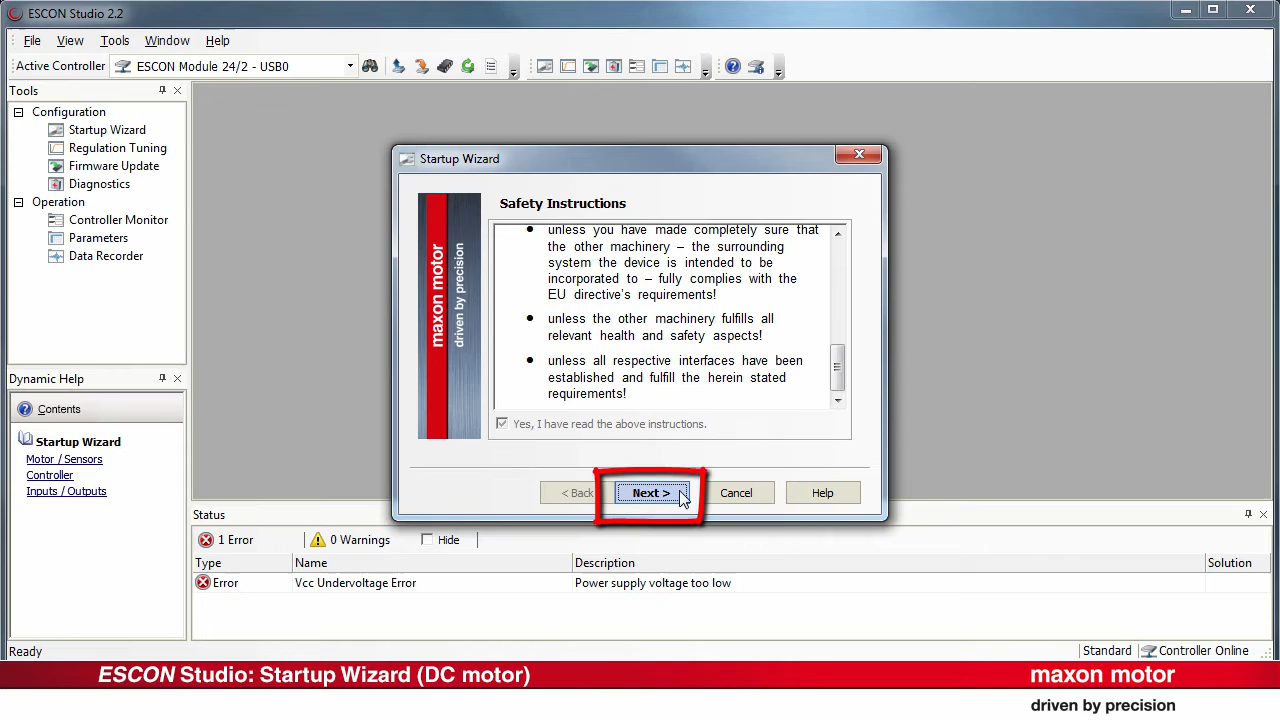 ESCON Studio 2.2
File View Tools Window Help
Active Controller ESCON Module 24/2 - USB0
Tools
Configuration
Startup Wizard
Regulation Tuning
Firmware Update
Diagnostics
Operation
Controller Monitor
Parameters
Data Recorder
Dynamic Help
Contents
Startup Wizard
Motor / Sensors
Controller
Inputs / Outputs
Startup Wizard
maxon motor
driven by precision
Safety Instructions
• unless you have made completely sure that
the other machinery – the surrounding
system the device is intended to be
incorporated to – fully complies with the
EU directive's requirements!
• unless the other machinery fulfills all
relevant health and safety aspects!
• unless all respective interfaces have been
established and fulfill the herein stated
requirements!
Yes, I have read the above instructions.
< Back Next > Cancel Help
Status
1 Error 0 Warnings Hide
Type Name Description Solution
Error Vcc Undervoltage Error Power supply voltage too low
Ready Standard Controller Online
ESCON Studio: Startup Wizard (DC motor) maxon motor
driven by precision